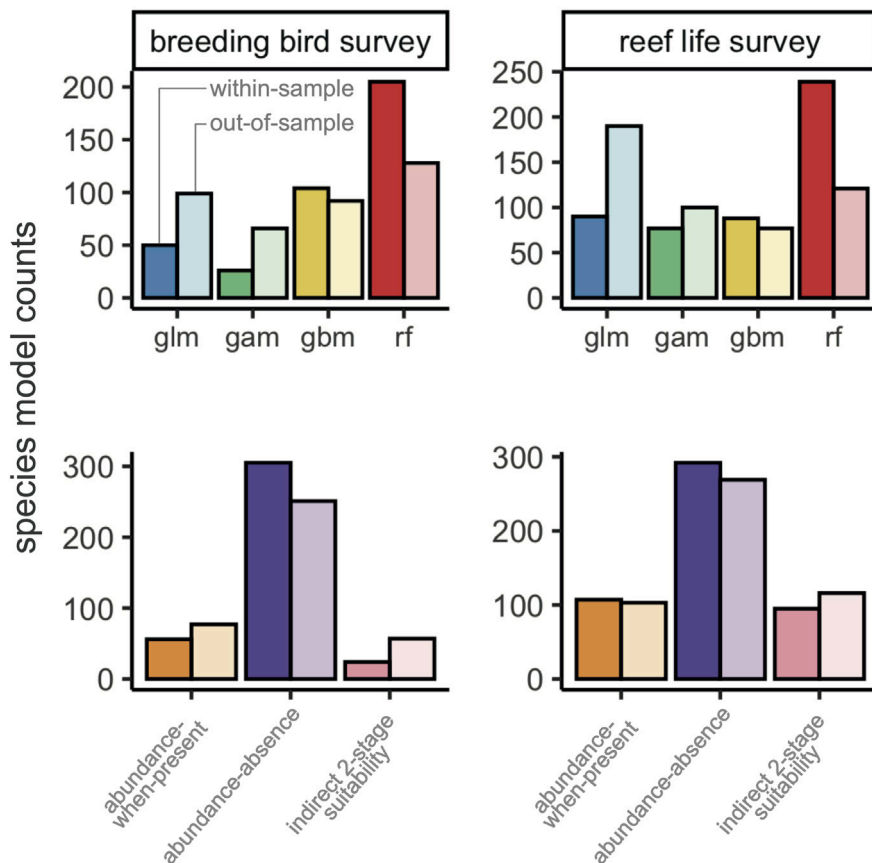 breeding bird survey
reef life survey
species model counts
200
150
100
50
0
within-sample
out-of-sample
glm
gam
gbm
rf
250
200
150
100
50
0
glm
gam
gbm
rf
300
200
100
0
abundance-
when-present
abundance-absence
indirect 2-stage
suitability
300
200
100
0
abundance-
when-present
abundance-absence
indirect 2-stage
suitability